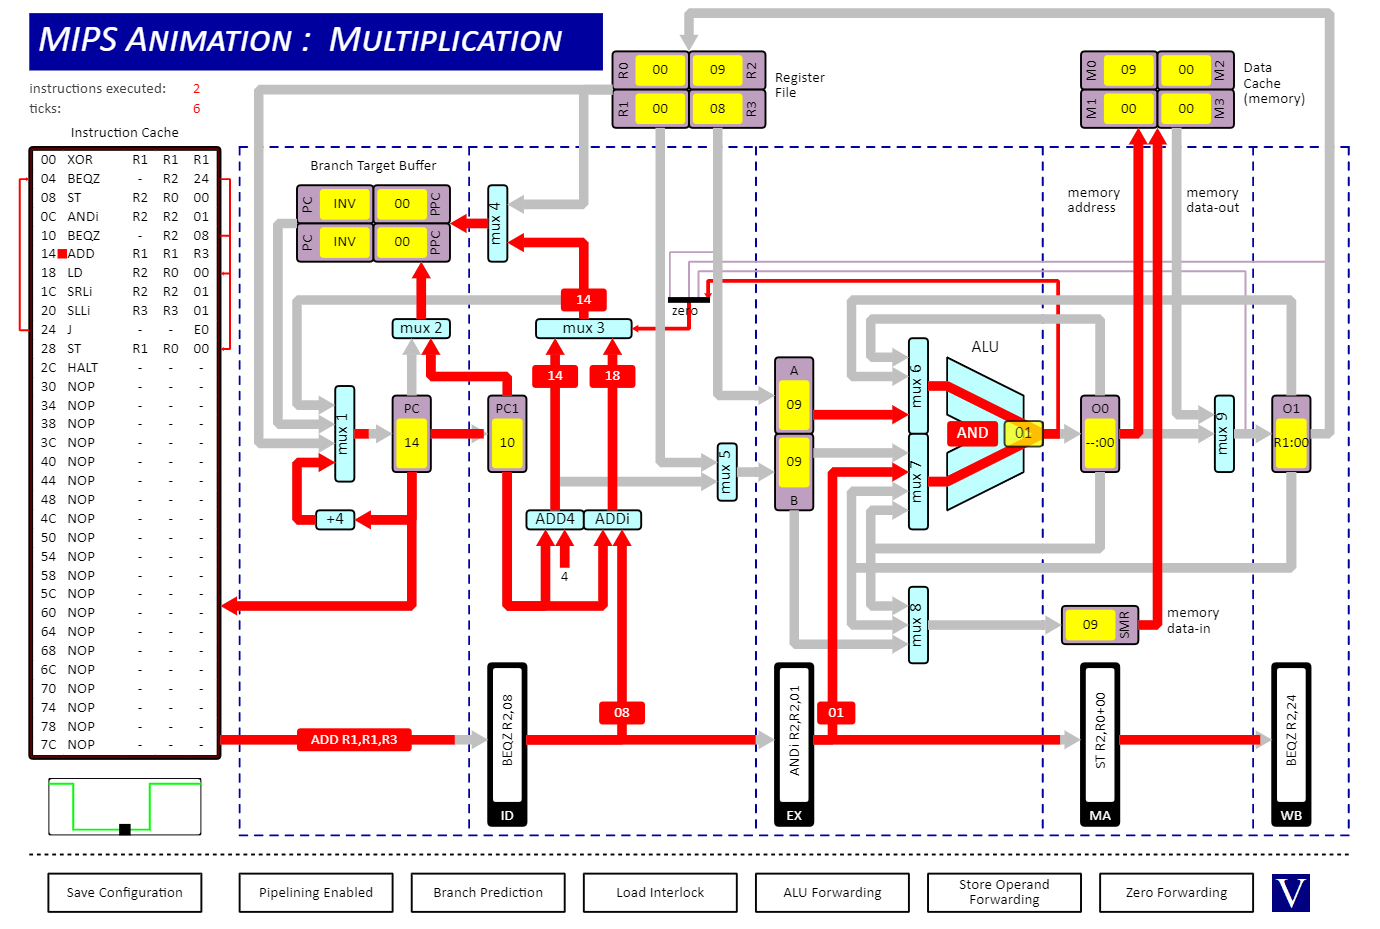 MIPS ANIMATION : MULTIPLICATION
instructions executed: 2
ticks: 6
Instruction Cache
00 XOR R1 R1 R1
04 BEQZ - R2 24
08 ST R2 R0 00
0C ANDi R2 R2 01
10 BEQZ - R2 08
14 ADD R1 R1 R3
18 LD R2 R0 00
1C SRLi R2 R2 01
20 SLLi R3 R3 01
24 J - - E0
28 ST R1 R0 00
2C HALT - - -
30 NOP - - -
34 NOP - - -
38 NOP - - -
3C NOP - - -
40 NOP - - -
44 NOP - - -
48 NOP - - -
4C NOP - - -
50 NOP - - -
54 NOP - - -
58 NOP - - -
5C NOP - - -
60 NOP - - -
64 NOP - - -
68 NOP - - -
6C NOP - - -
70 NOP - - -
74 NOP - - -
78 NOP - - -
7C NOP - - -
R0 00 09 R2
R1 00 08 R3
Register
File
M0 09 00 M2
M1 00 00 M3
Data
Cache
(memory)
Branch Target Buffer
PC INV 00 PPC
PC INV 00 PPC
mux 4
memory
address
memory
data-out
14
zero
mux 2
mux 3
14
18
mux 1
PC
14
PC1
10
+4
ADD4
ADDi
4
mux 5
A
09
09
B
mux 6
mux 7
ALU
AND
01
O0
--:00
mux 9
O1
R1:00
mux 8
09
SMR
memory
data-in
08
01
ADD R1,R1,R3
BEQZ R2,08
ID
ANDi R2,R2,01
EX
ST R2,R0+00
MA
BEQZ R2,24
WB
Save Configuration
Pipelining Enabled
Branch Prediction
Load Interlock
ALU Forwarding
Store Operand
Forwarding
Zero Forwarding
V